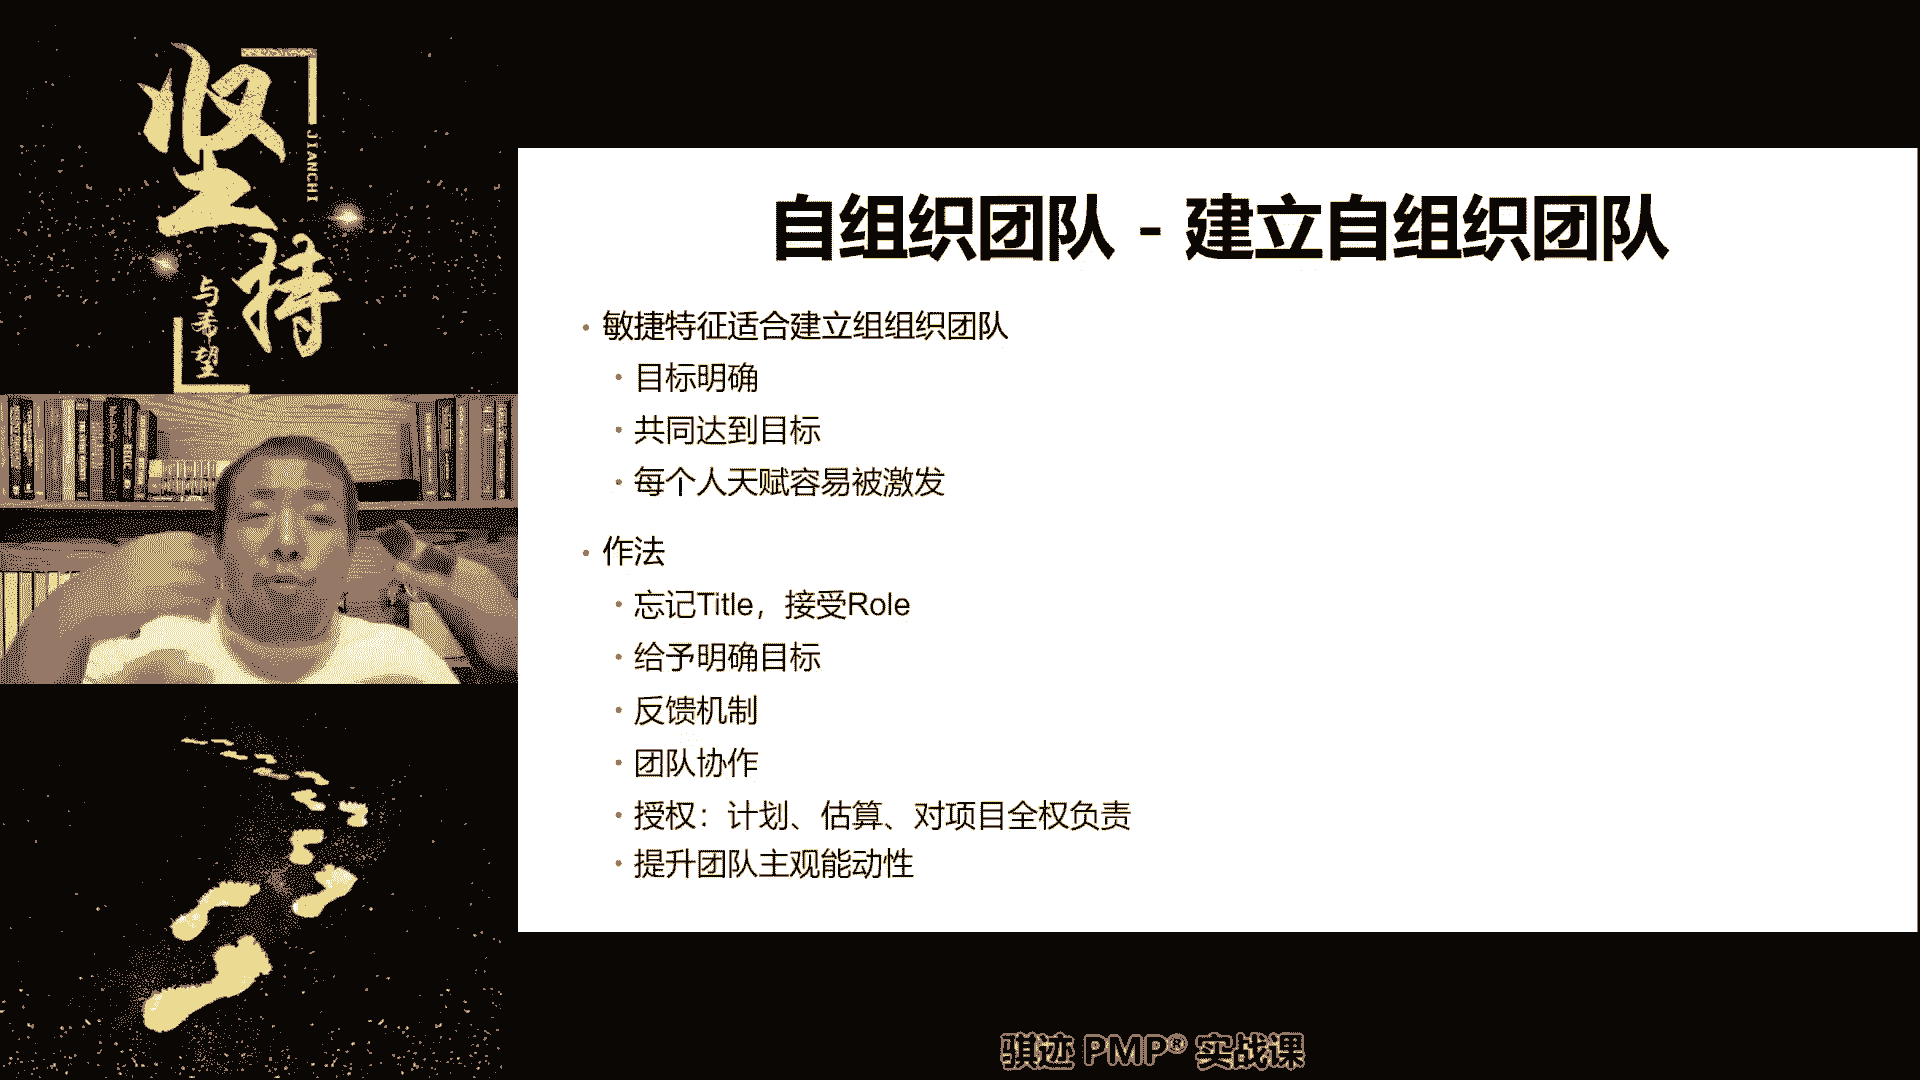 坚持
JIANCHI
与希望
自组织团队 - 建立自组织团队
• 敏捷特征适合建立组组织团队
• 目标明确
• 共同达到目标
• 每个人天赋容易被激发
• 作法
• 忘记Title，接受Role
• 给予明确目标
• 反馈机制
• 团队协作
• 授权：计划、估算、对项目全权负责
• 提升团队主观能动性
骐迹 PMP® 实战课